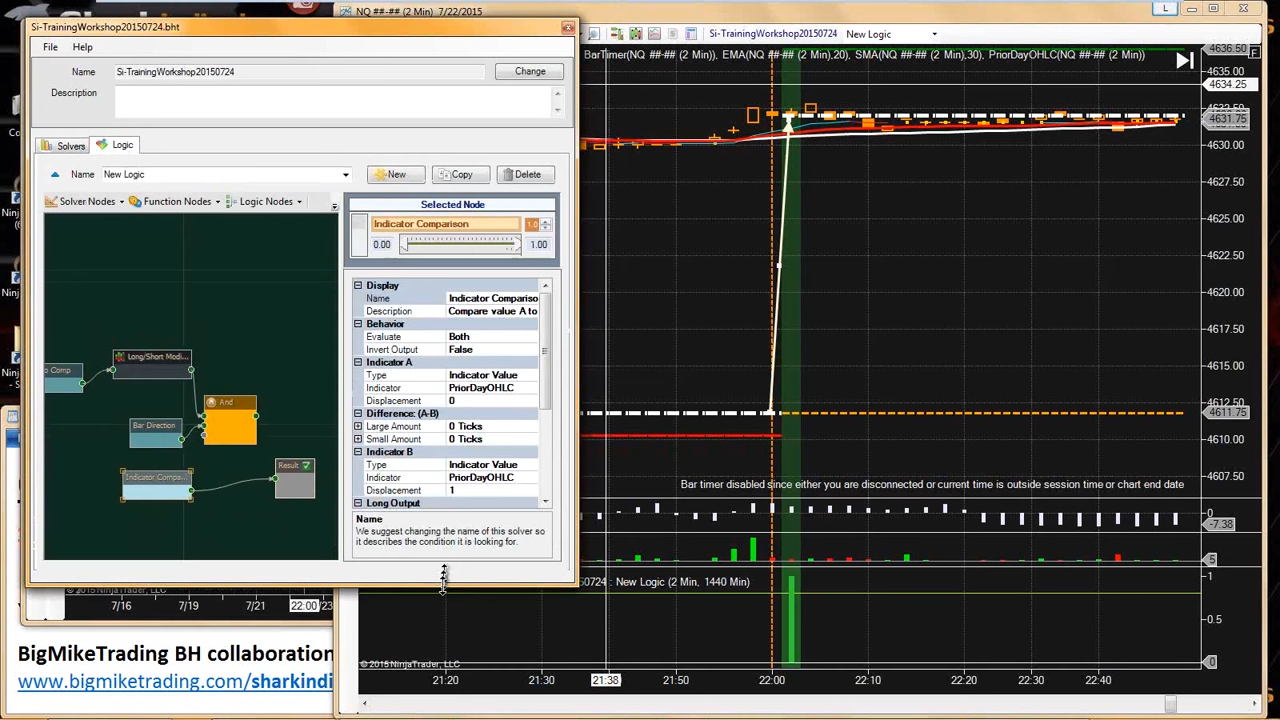 Si-TrainingWorkshop20150724.bht
File Help
Name Si-TrainingWorkshop20150724 Change
Description
Solvers Logic
Name New Logic New Copy Delete
Solver Nodes Function Nodes Logic Nodes
Selected Node
Indicator Comparison 1.0
0.00 1.00
Display
Name Indicator Compariso
Description Compare value A to
Behavior
Evaluate Both
Invert Output False
Indicator A
Type Indicator Value
Indicator PriorDayOHLC
Displacement 0
Difference: (A-B)
Large Amount 0 Ticks
Small Amount 0 Ticks
Indicator B
Type Indicator Value
Indicator PriorDayOHLC
Displacement 1
Long Output
Name
We suggest changing the name of this solver so
it describes the condition it is looking for.
o Comp
Long/Short Modi...
And
Bar Direction
Indicator Compa...
Result
NQ ##-## (2 Min) 7/22/2015
L
Si-TrainingWorkshop20150724 New Logic
BarTimer(NQ ##-## (2 Min)), EMA(NQ ##-## (2 Min),20), SMA(NQ ##-## (2 Min),30), PriorDayOHLC(NQ ##-## (2 Min))
F
4636.50
4635.00
4634.25
4631.75
4630.00
4627.50
4625.00
4622.50
4620.00
4617.50
4615.00
4612.50
4611.75
4610.00
4607.50
Bar timer disabled since either you are disconnected or current time is outside session time or chart end date
0
-7.38
5
50724 : New Logic (2 Min, 1440 Min)
1
0.5
0
© 2015 NinjaTrader, LLC
21:20 21:30 21:38 21:50 22:00 22:10 22:20 22:30 22:40
© 2015 NinjaTrader, LLC
7/16 7/19 7/21 22:00 /23
BigMikeTrading BH collaboration
www.bigmiketrading.com/sharkindi